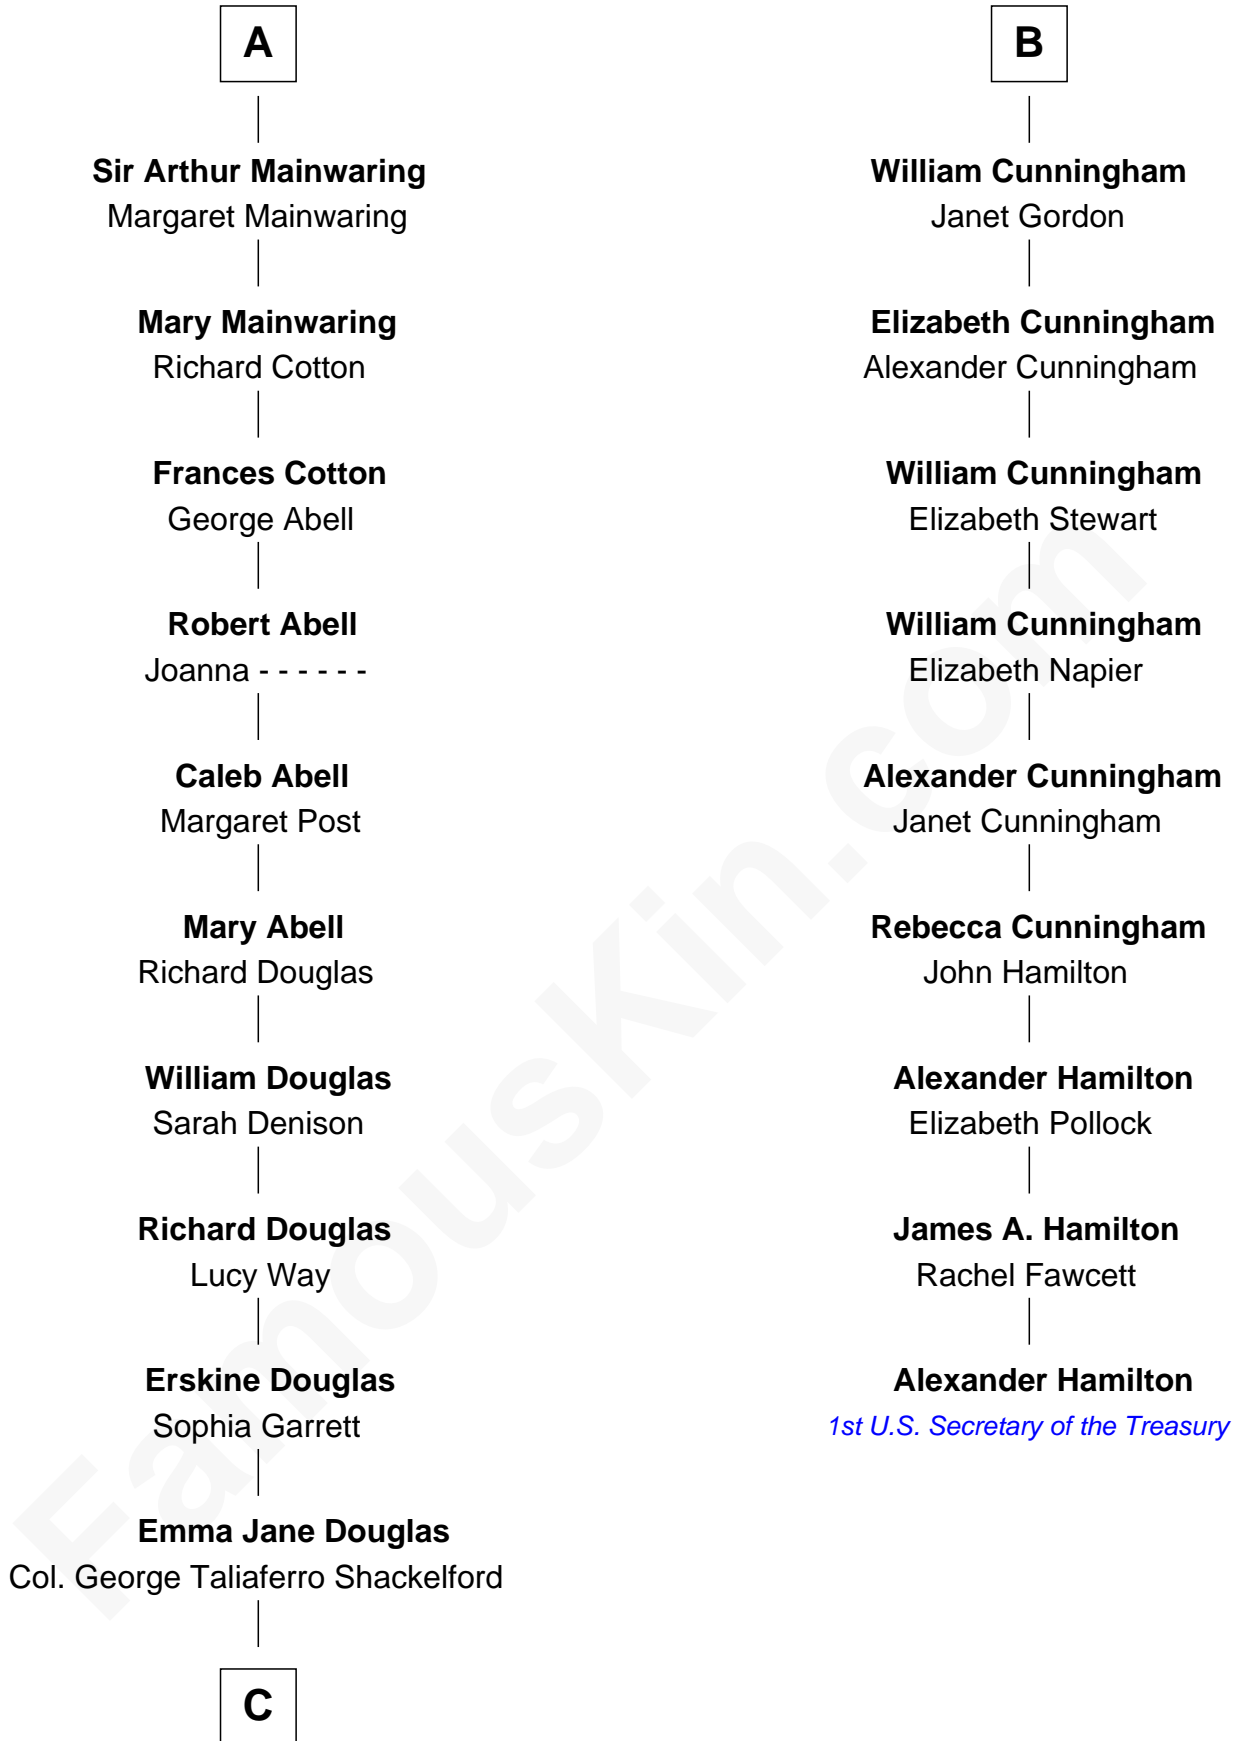 A
Sir Arthur Mainwaring
Margaret Mainwaring
Mary Mainwaring
Richard Cotton
Frances Cotton
George Abell
Robert Abell
Joanna - - - - - -
Caleb Abell
Margaret Post
Mary Abell
Richard Douglas
William Douglas
Sarah Denison
Richard Douglas
Lucy Way
Erskine Douglas
Sophia Garrett
Emma Jane Douglas
Col. George Taliaferro Shackelford
C
B
William Cunningham
Janet Gordon
Elizabeth Cunningham
Alexander Cunningham
William Cunningham
Elizabeth Stewart
William Cunningham
Elizabeth Napier
Alexander Cunningham
Janet Cunningham
Rebecca Cunningham
John Hamilton
Alexander Hamilton
Elizabeth Pollock
James A. Hamilton
Rachel Fawcett
Alexander Hamilton
1st U.S. Secretary of the Treasury
FamousKin.com